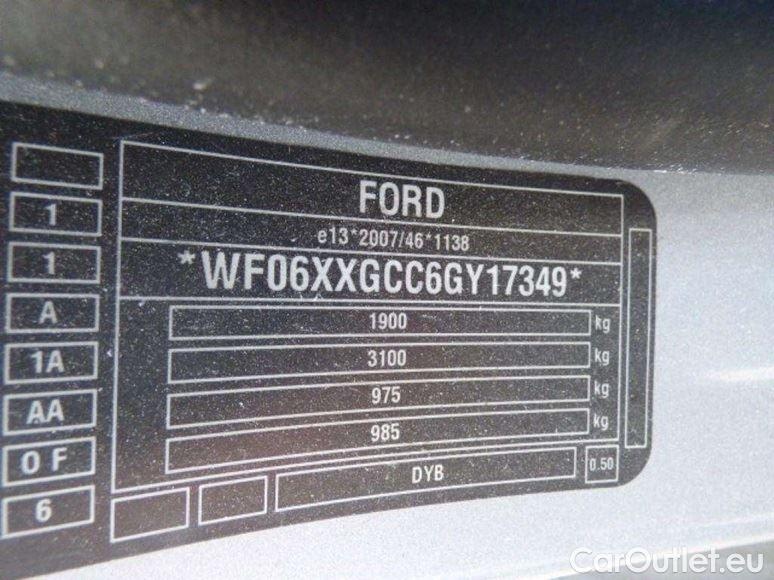 FORD
e13*2007/46*1138
*WF06XXGCC6GY17349*
1900 kg
3100 kg
975 kg
985 kg
DYB 0.50
1
1
A
1A
AA
0 F
6
CarOutlet.eu